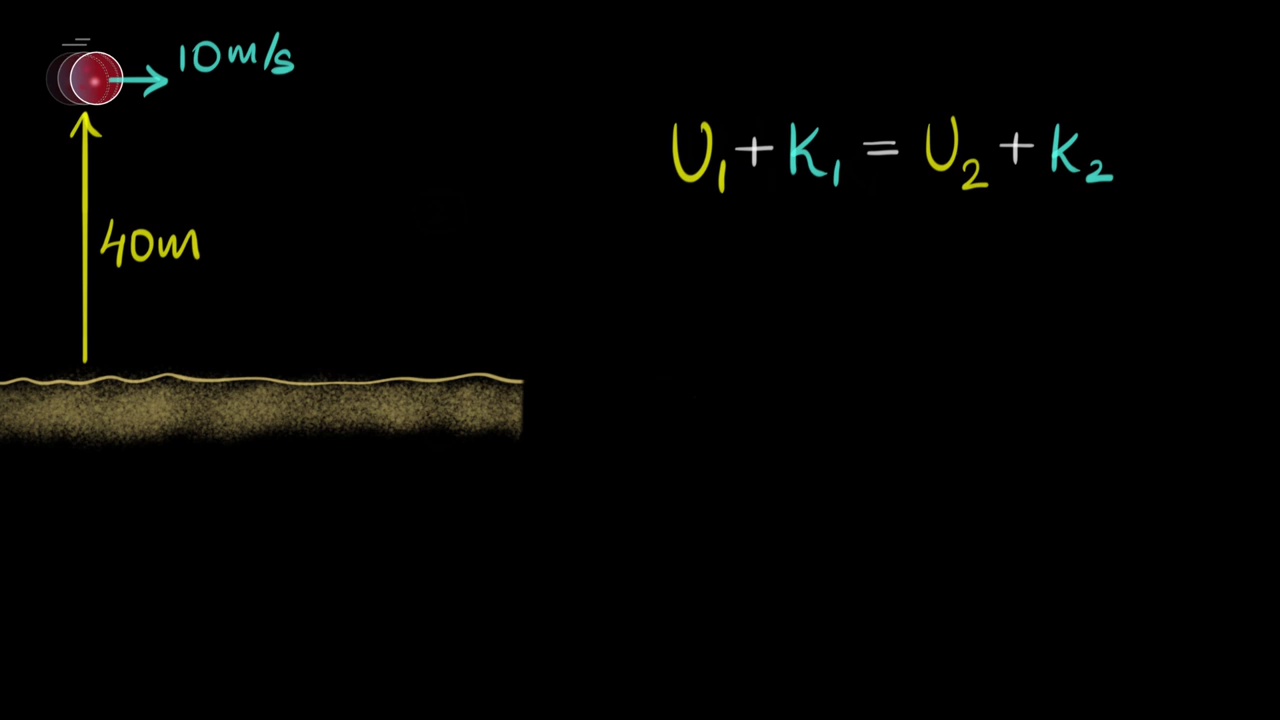 10m/s
U₁ + K₁ = U₂ + K₂
40m